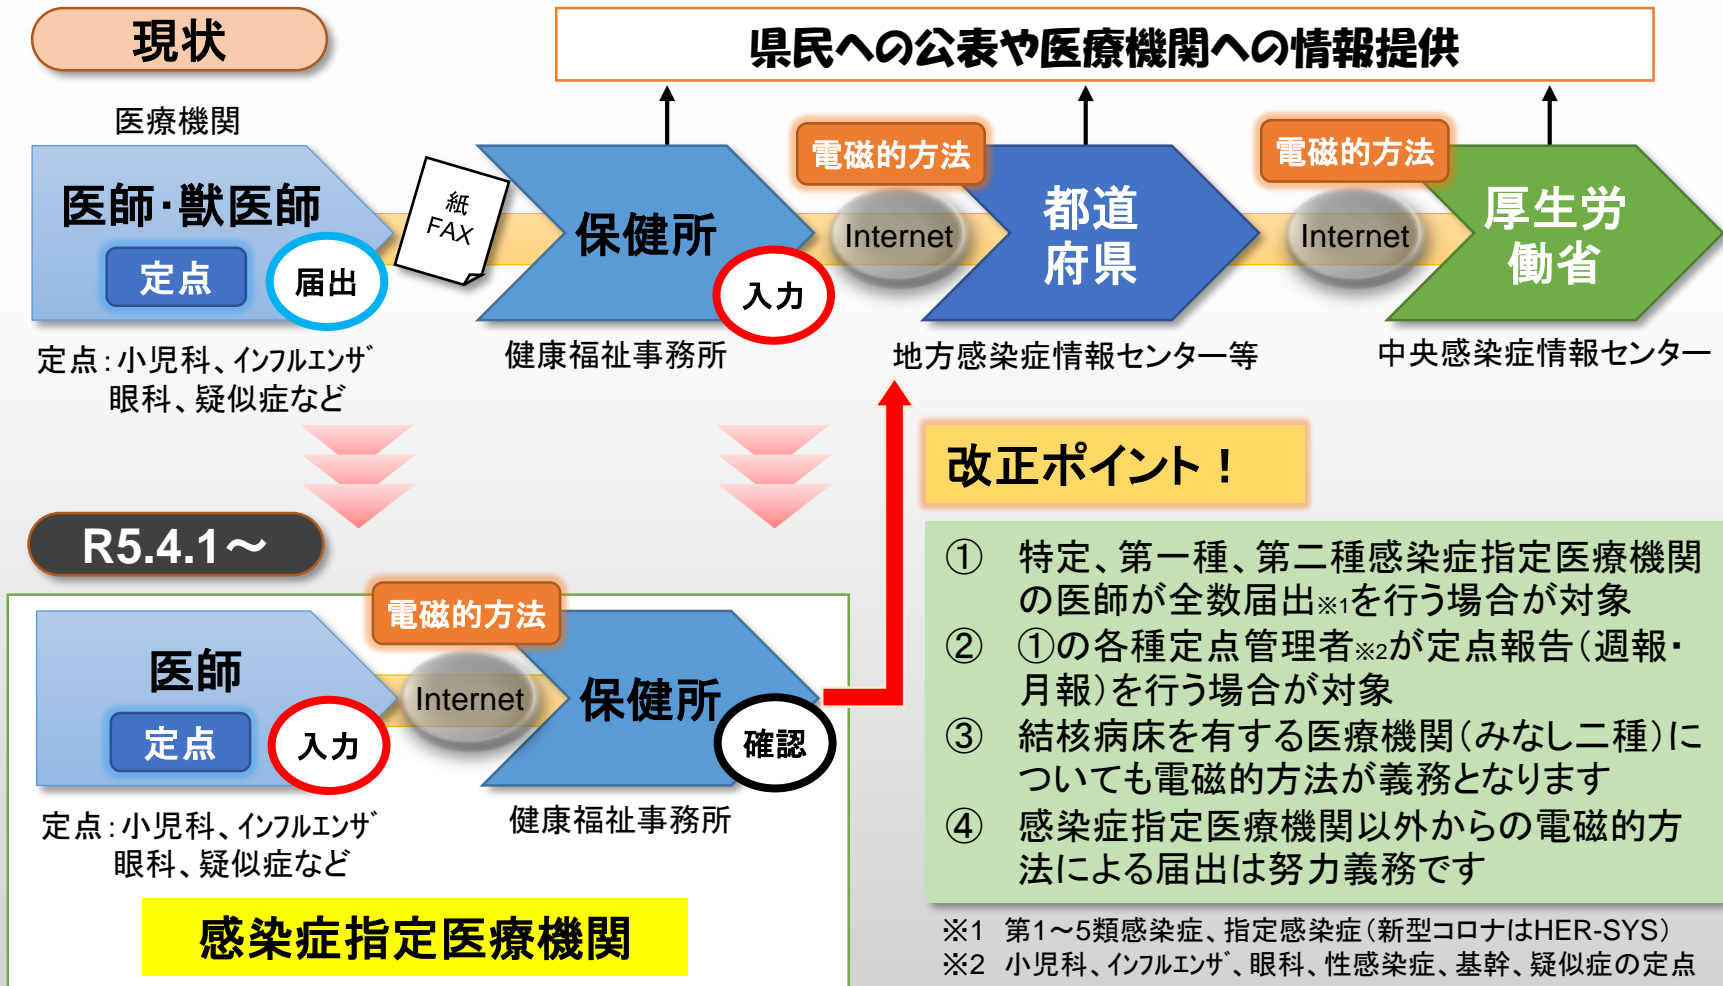 現状
県民への公表や医療機関への情報提供
医療機関
医師・獣医師
定点
届出
紙
FAX
保健所
入力
電磁的方法
Internet
都道
府県
電磁的方法
Internet
厚生労
働省
定点：小児科、インフルエンザ
眼科、疑似症など
健康福祉事務所
地方感染症情報センター等
中央感染症情報センター
R5.4.1～
医師
定点
入力
電磁的方法
Internet
保健所
確認
定点：小児科、インフルエンザ
眼科、疑似症など
健康福祉事務所
感染症指定医療機関
改正ポイント！
① 特定、第一種、第二種感染症指定医療機関
の医師が全数届出※1を行う場合が対象
② ①の各種定点管理者※2が定点報告（週報・
月報）を行う場合が対象
③ 結核病床を有する医療機関（みなし二種）に
ついても電磁的方法が義務となります
④ 感染症指定医療機関以外からの電磁的方
法による届出は努力義務です
※1 第1～5類感染症、指定感染症（新型コロナはHER-SYS）
※2 小児科、インフルエンザ、眼科、性感染症、基幹、疑似症の定点